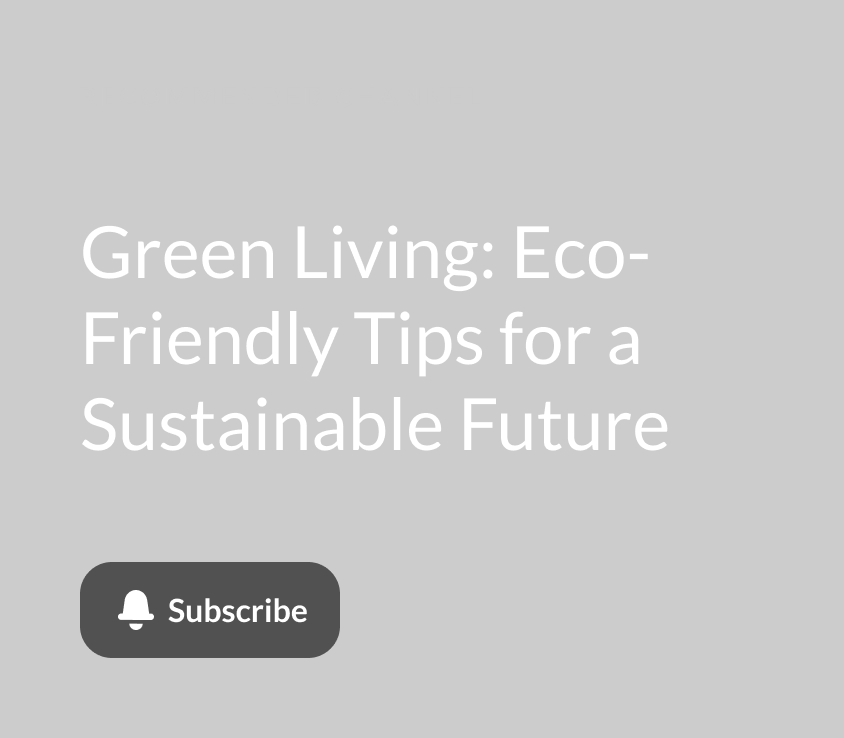 Green Living: Eco-
Friendly Tips for a
Sustainable Future
Subscribe